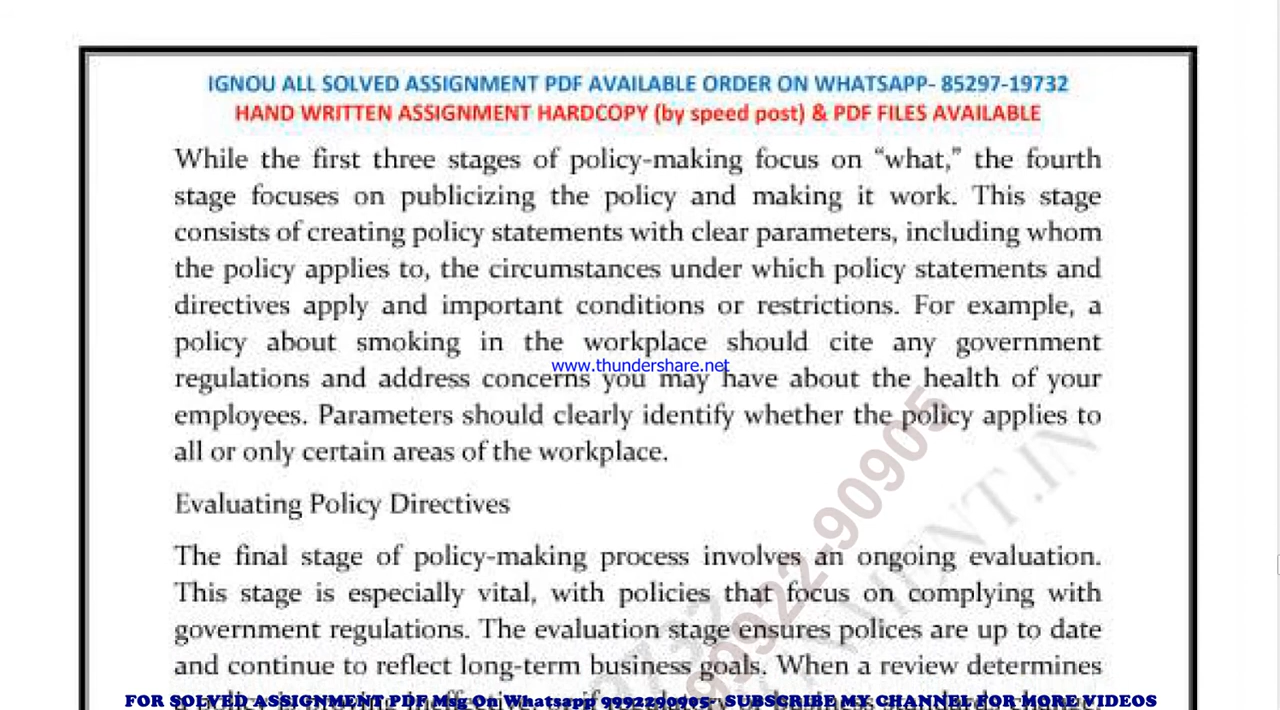 IGNOU ALL SOLVED ASSIGNMENT PDF AVAILABLE ORDER ON WHATSAPP- 85297-19732
HAND WRITTEN ASSIGNMENT HARDCOPY (by speed post) & PDF FILES AVAILABLE
While the first three stages of policy-making focus on “what,” the fourth
stage focuses on publicizing the policy and making it work. This stage
consists of creating policy statements with clear parameters, including whom
the policy applies to, the circumstances under which policy statements and
directives apply and important conditions or restrictions. For example, a
policy about smoking in the workplace should cite any government
www.thundershare.net
regulations and address concerns you may have about the health of your
employees. Parameters should clearly identify whether the policy applies to
all or only certain areas of the workplace.
99922-90905
Evaluating Policy Directives
The final stage of policy-making process involves an ongoing evaluation.
This stage is especially vital, with policies that focus on complying with
government regulations. The evaluation stage ensures polices are up to date
and continue to reflect long-term business goals. When a review determines
FOR SOLVED ASSIGNMENT PDF Msg On Whatsapp 9992290905- SUBSCRIBE MY CHANNEL FOR MORE VIDEOS